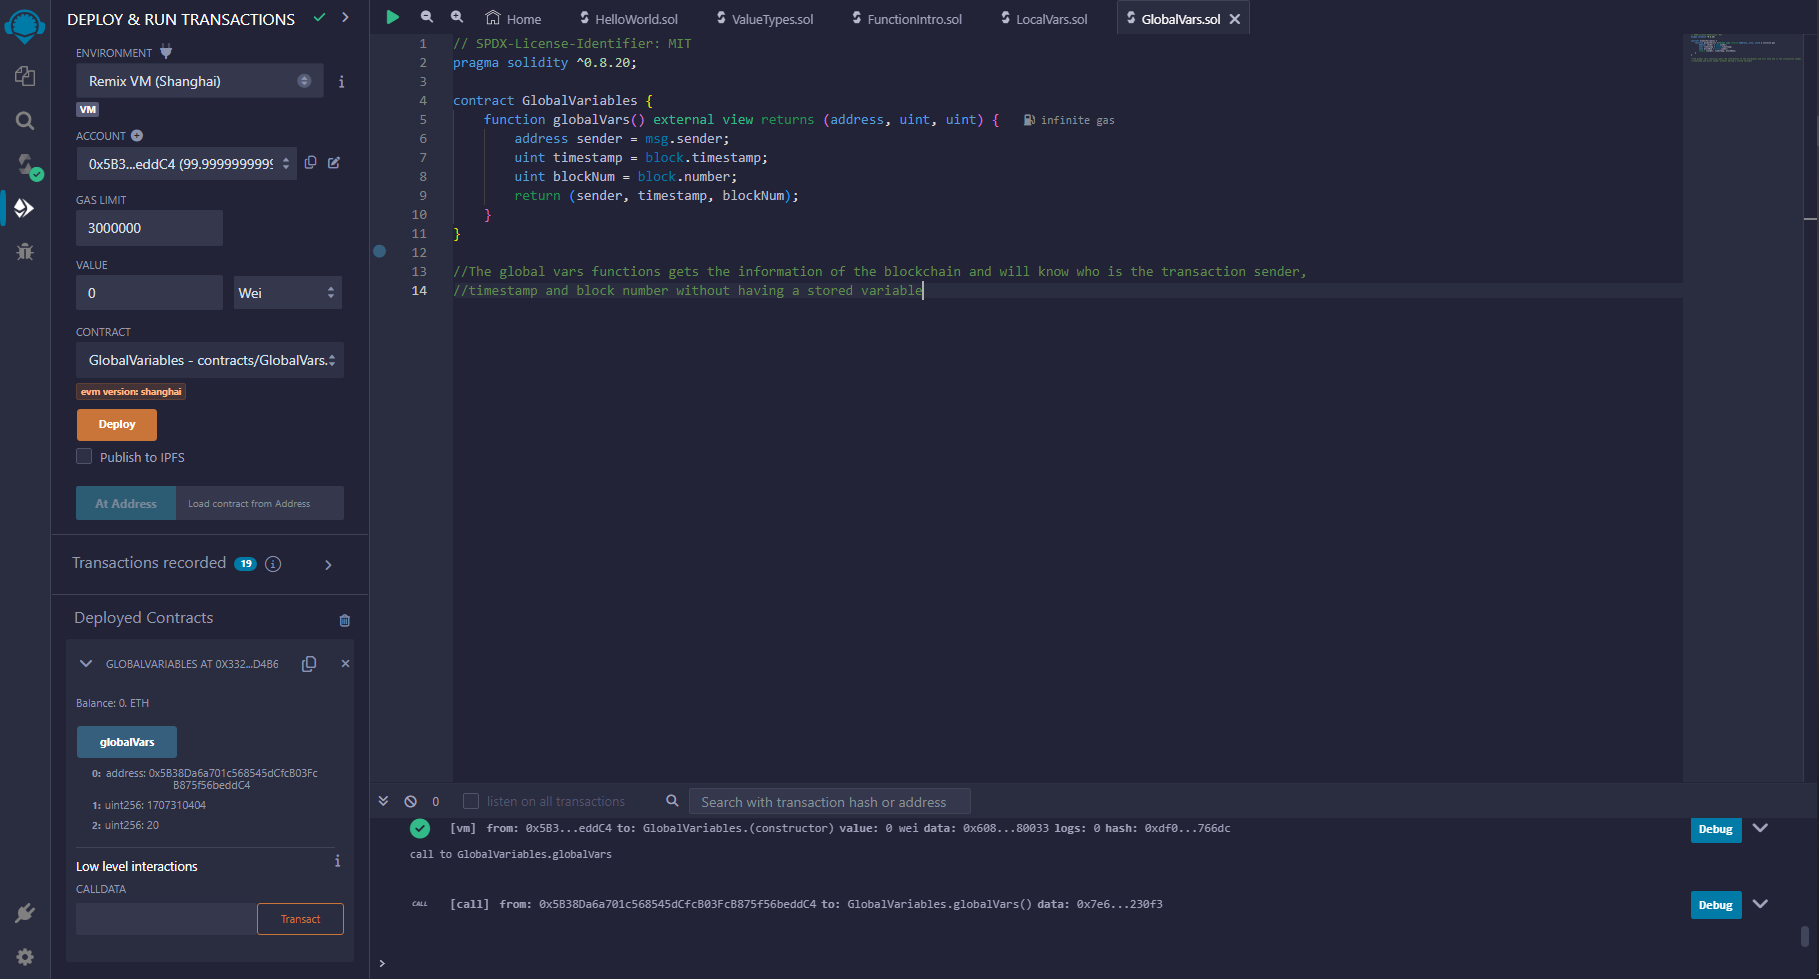 DEPLOY & RUN TRANSACTIONS
ENVIRONMENT
Remix VM (Shanghai)
VM
ACCOUNT
0x5B3...eddC4 (99.9999999999
GAS LIMIT
3000000
VALUE
0
Wei
CONTRACT
GlobalVariables - contracts/GlobalVars.
evm version: shanghai
Deploy
Publish to IPFS
At Address
Load contract from Address
Transactions recorded 19
Deployed Contracts
GLOBALVARIABLES AT 0X332...D4B6
Balance: 0. ETH
globalVars
0: address: 0x5B38Da6a701c568545dCfcB03Fc
B875f56beddC4
1: uint256: 1707310404
2: uint256: 20
Low level interactions
CALLDATA
Transact
Home
HelloWorld.sol
ValueTypes.sol
FunctionIntro.sol
LocalVars.sol
GlobalVars.sol
1 // SPDX-License-Identifier: MIT
2 pragma solidity ^0.8.20;
3
4 contract GlobalVariables {
5 function globalVars() external view returns (address, uint, uint) { infinite gas
6 address sender = msg.sender;
7 uint timestamp = block.timestamp;
8 uint blockNum = block.number;
9 return (sender, timestamp, blockNum);
10 }
11 }
12
13 //The global vars functions gets the information of the blockchain and will know who is the transaction sender,
14 //timestamp and block number without having a stored variable
0
listen on all transactions
Search with transaction hash or address
[vm] from: 0x5B3...eddC4 to: GlobalVariables.(constructor) value: 0 wei data: 0x608...80033 logs: 0 hash: 0xdf0...766dc
Debug
call to GlobalVariables.globalVars
CALL [call] from: 0x5B38Da6a701c568545dCfcB03FcB875f56beddC4 to: GlobalVariables.globalVars() data: 0x7e6...230f3
Debug
>